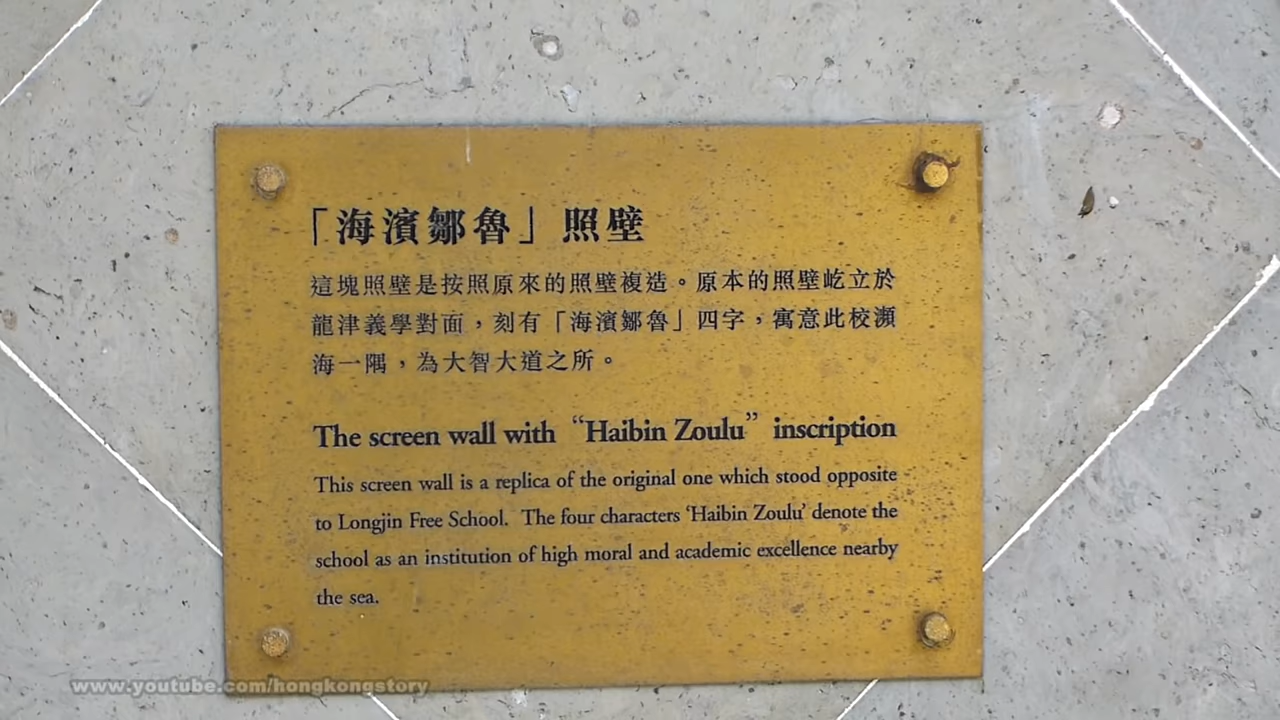 「海濱鄒魯」照壁
這塊照壁是按照原來的照壁複造。原本的照壁屹立於
龍津義學對面，刻有「海濱鄒魯」四字，寓意此校瀕
海一隅，為大智大道之所。
The screen wall with “Haibin Zoulu” inscription
This screen wall is a replica of the original one which stood opposite
to Longjin Free School. The four characters ‘Haibin Zoulu’ denote the
school as an institution of high moral and academic excellence nearby
the sea.
www.youtube.com/hongkongstory